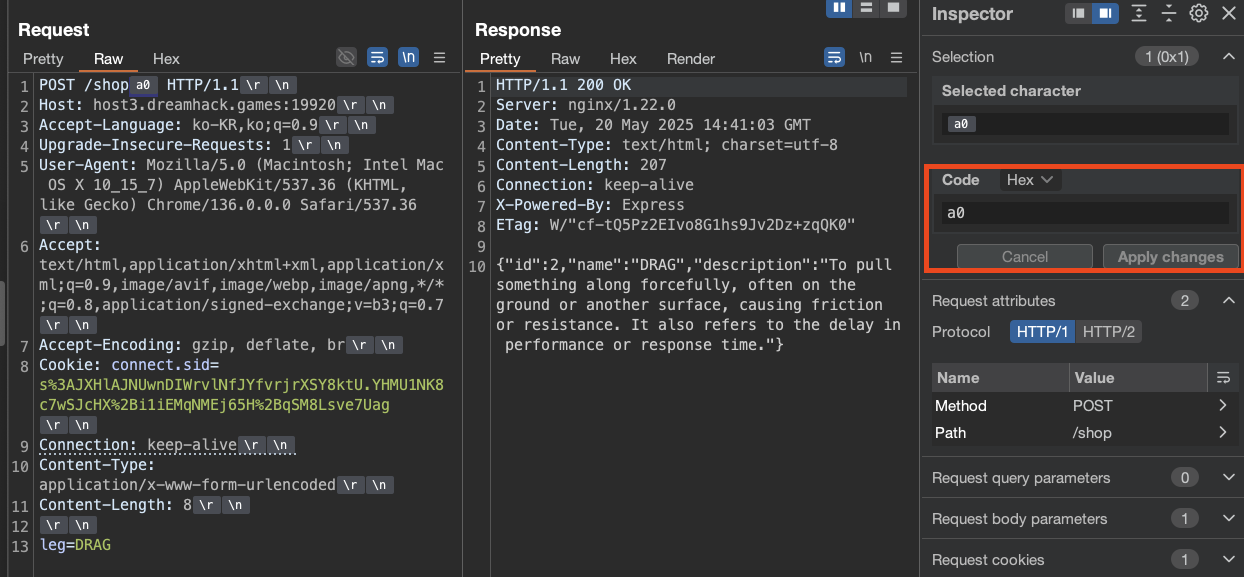 Request
Pretty Raw Hex \n
1 POST /shop a0 HTTP/1.1 \r \n
2 Host: host3.dreamhack.games:19920 \r \n
3 Accept-Language: ko-KR,ko;q=0.9 \r \n
4 Upgrade-Insecure-Requests: 1 \r \n
5 User-Agent: Mozilla/5.0 (Macintosh; Intel Mac
OS X 10_15_7) AppleWebKit/537.36 (KHTML,
like Gecko) Chrome/136.0.0.0 Safari/537.36
\r \n
6 Accept:
text/html,application/xhtml+xml,application/x
ml;q=0.9,image/avif,image/webp,image/apng,*/*
;q=0.8,application/signed-exchange;v=b3;q=0.7
\r \n
7 Accept-Encoding: gzip, deflate, br \r \n
8 Cookie: connect.sid=
s%3AJXHlAJNUwnDIWrvlNfJYfvrjrXSY8ktU.YHMU1NK8
c7wSJcHX%2Bi1iEMqNMEj65H%2BqSM8Lsve7Uag
\r \n
9 Connection: keep-alive \r \n
10 Content-Type:
application/x-www-form-urlencoded \r \n
11 Content-Length: 8 \r \n
12 \r \n
13 leg=DRAG
Response
Pretty Raw Hex Render \n
1 HTTP/1.1 200 OK
2 Server: nginx/1.22.0
3 Date: Tue, 20 May 2025 14:41:03 GMT
4 Content-Type: text/html; charset=utf-8
5 Content-Length: 207
6 Connection: keep-alive
7 X-Powered-By: Express
8 ETag: W/"cf-tQ5Pz2EIvo8G1hs9Jv2Dz+zqQK0"
9
10 {"id":2,"name":"DRAG","description":"To pull
something along forcefully, often on the
ground or another surface, causing friction
or resistance. It also refers to the delay in
performance or response time."}
Inspector
Selection 1 (0x1)
Selected character
a0
Code Hex
a0
Cancel Apply changes
Request attributes 2
Protocol HTTP/1 HTTP/2
Name Value
Method POST
Path /shop
Request query parameters 0
Request body parameters 1
Request cookies 1